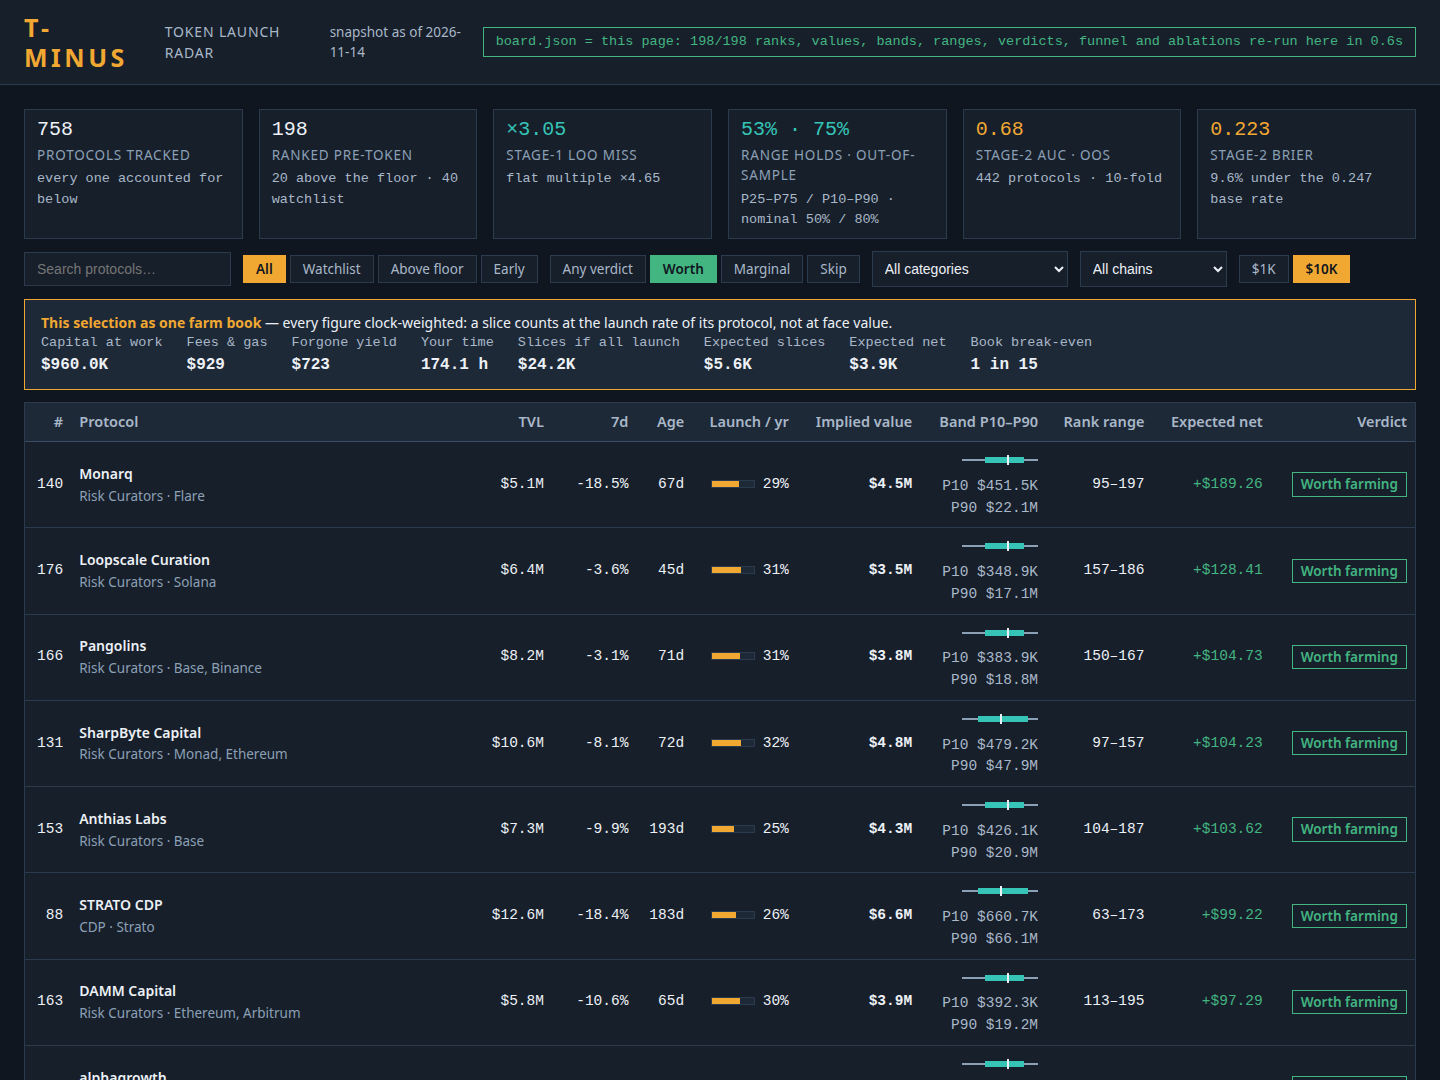 T-MINUS
TOKEN LAUNCH RADAR
snapshot as of 2026-11-14
board.json = this page: 198/198 ranks, values, bands, ranges, verdicts, funnel and ablations re-run here in 0.6s
758
PROTOCOLS TRACKED
every one accounted for
below
198
RANKED PRE-TOKEN
20 above the floor · 40
watchlist
×3.05
STAGE-1 LOO MISS
flat multiple ×4.65
53% · 75%
RANGE HOLDS · OUT-OF-
SAMPLE
P25–P75 / P10–P90 ·
nominal 50% / 80%
0.68
STAGE-2 AUC · OOS
442 protocols · 10-fold
0.223
STAGE-2 BRIER
9.6% under the 0.247
base rate
Search protocols… All Watchlist Above floor Early Any verdict Worth Marginal Skip All categories All chains $1K $10K
This selection as one farm book — every figure clock-weighted: a slice counts at the launch rate of its protocol, not at face value.
Capital at work Fees & gas Forgone yield Your time Slices if all launch Expected slices Expected net Book break-even
$960.0K $929 $723 174.1 h $24.2K $5.6K $3.9K 1 in 15
# Protocol TVL 7d Age Launch / yr Implied value Band P10–P90 Rank range Expected net Verdict
140 Monarq $5.1M -18.5% 67d 29% $4.5M P10 $451.5K 95–197 +$189.26 Worth farming
Risk Curators · Flare P90 $22.1M
176 Loopscale Curation $6.4M -3.6% 45d 31% $3.5M P10 $348.9K 157–186 +$128.41 Worth farming
Risk Curators · Solana P90 $17.1M
166 Pangolins $8.2M -3.1% 71d 31% $3.8M P10 $383.9K 150–167 +$104.73 Worth farming
Risk Curators · Base, Binance P90 $18.8M
131 SharpByte Capital $10.6M -8.1% 72d 32% $4.8M P10 $479.2K 97–157 +$104.23 Worth farming
Risk Curators · Monad, Ethereum P90 $47.9M
153 Anthias Labs $7.3M -9.9% 193d 25% $4.3M P10 $426.1K 104–187 +$103.62 Worth farming
Risk Curators · Base P90 $20.9M
88 STRATO CDP $12.6M -18.4% 183d 26% $6.6M P10 $660.7K 63–173 +$99.22 Worth farming
CDP · Strato P90 $66.1M
163 DAMM Capital $5.8M -10.6% 65d 30% $3.9M P10 $392.3K 113–195 +$97.29 Worth farming
Risk Curators · Ethereum, Arbitrum P90 $19.2M
alphagrowth